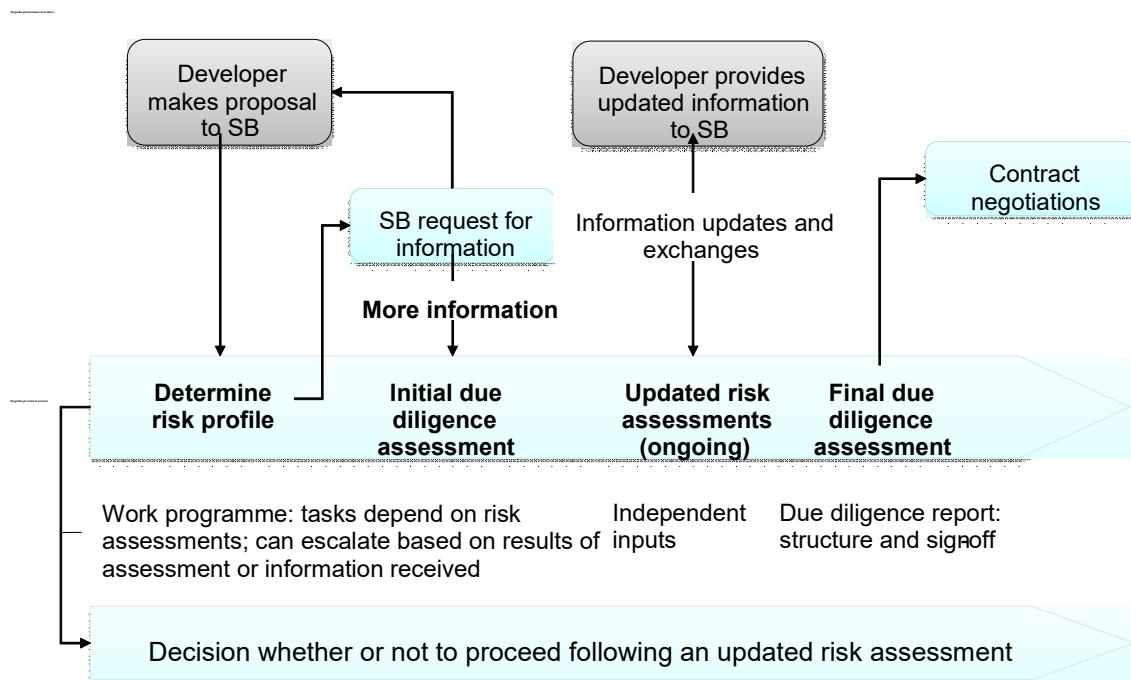 Developer
makes proposal
to SB
Developer provides
updated information
to SB
Contract
negotiations
SB request for
information
Information updates and
exchanges
More information
Determine
risk profile
Initial due
diligence
assessment
Updated risk
assessments
(ongoing)
Final due
diligence
assessment
Work programme: tasks depend on risk
assessments; can escalate based on results of
assessment or information received
Independent
inputs
Due diligence report:
structure and sign-off
Decision whether or not to proceed following an updated risk assessment